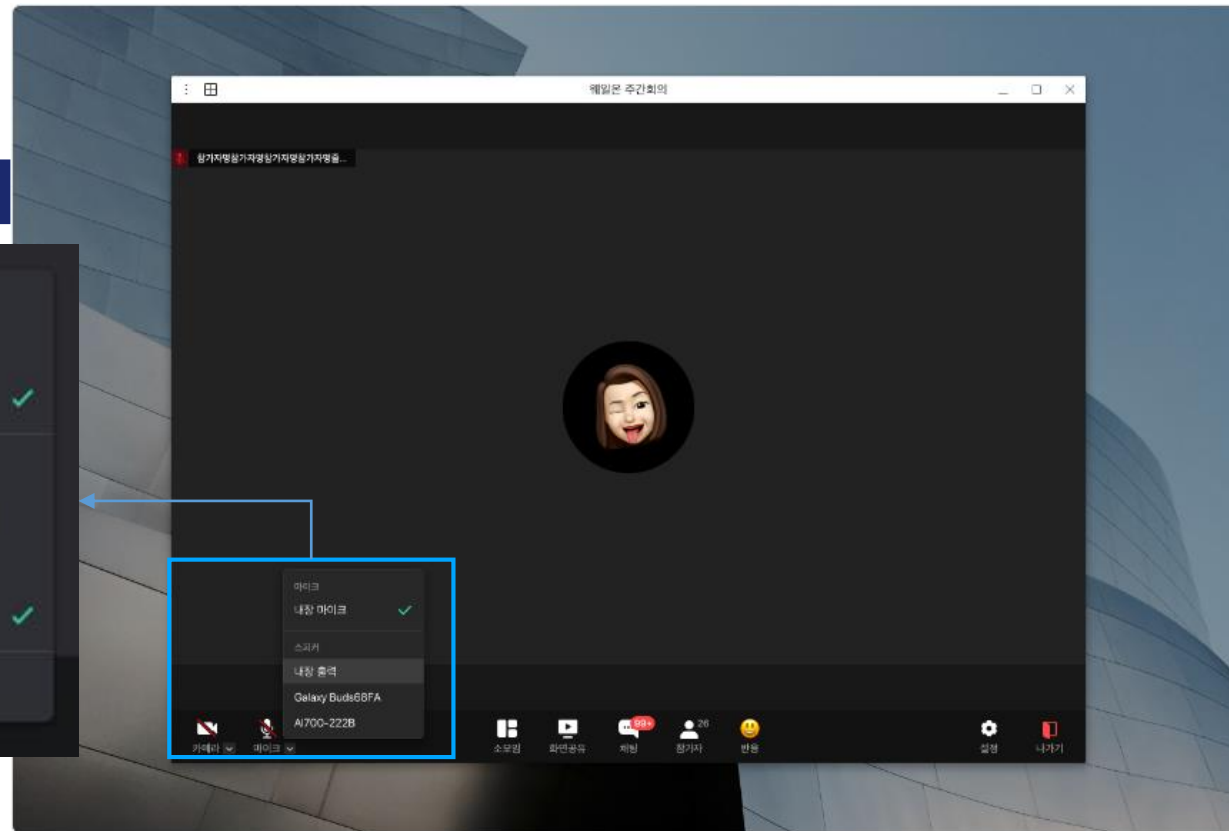 웨일온 주간회의
참가자명참가자명참가자명참가자명줄...
마이크
내장 마이크
스피커
내장 출력
Galaxy Buds68FA
AI700-222B
카메라
마이크
소모임
화면공유
99+
채팅
26
참가자
반응
설정
나가기